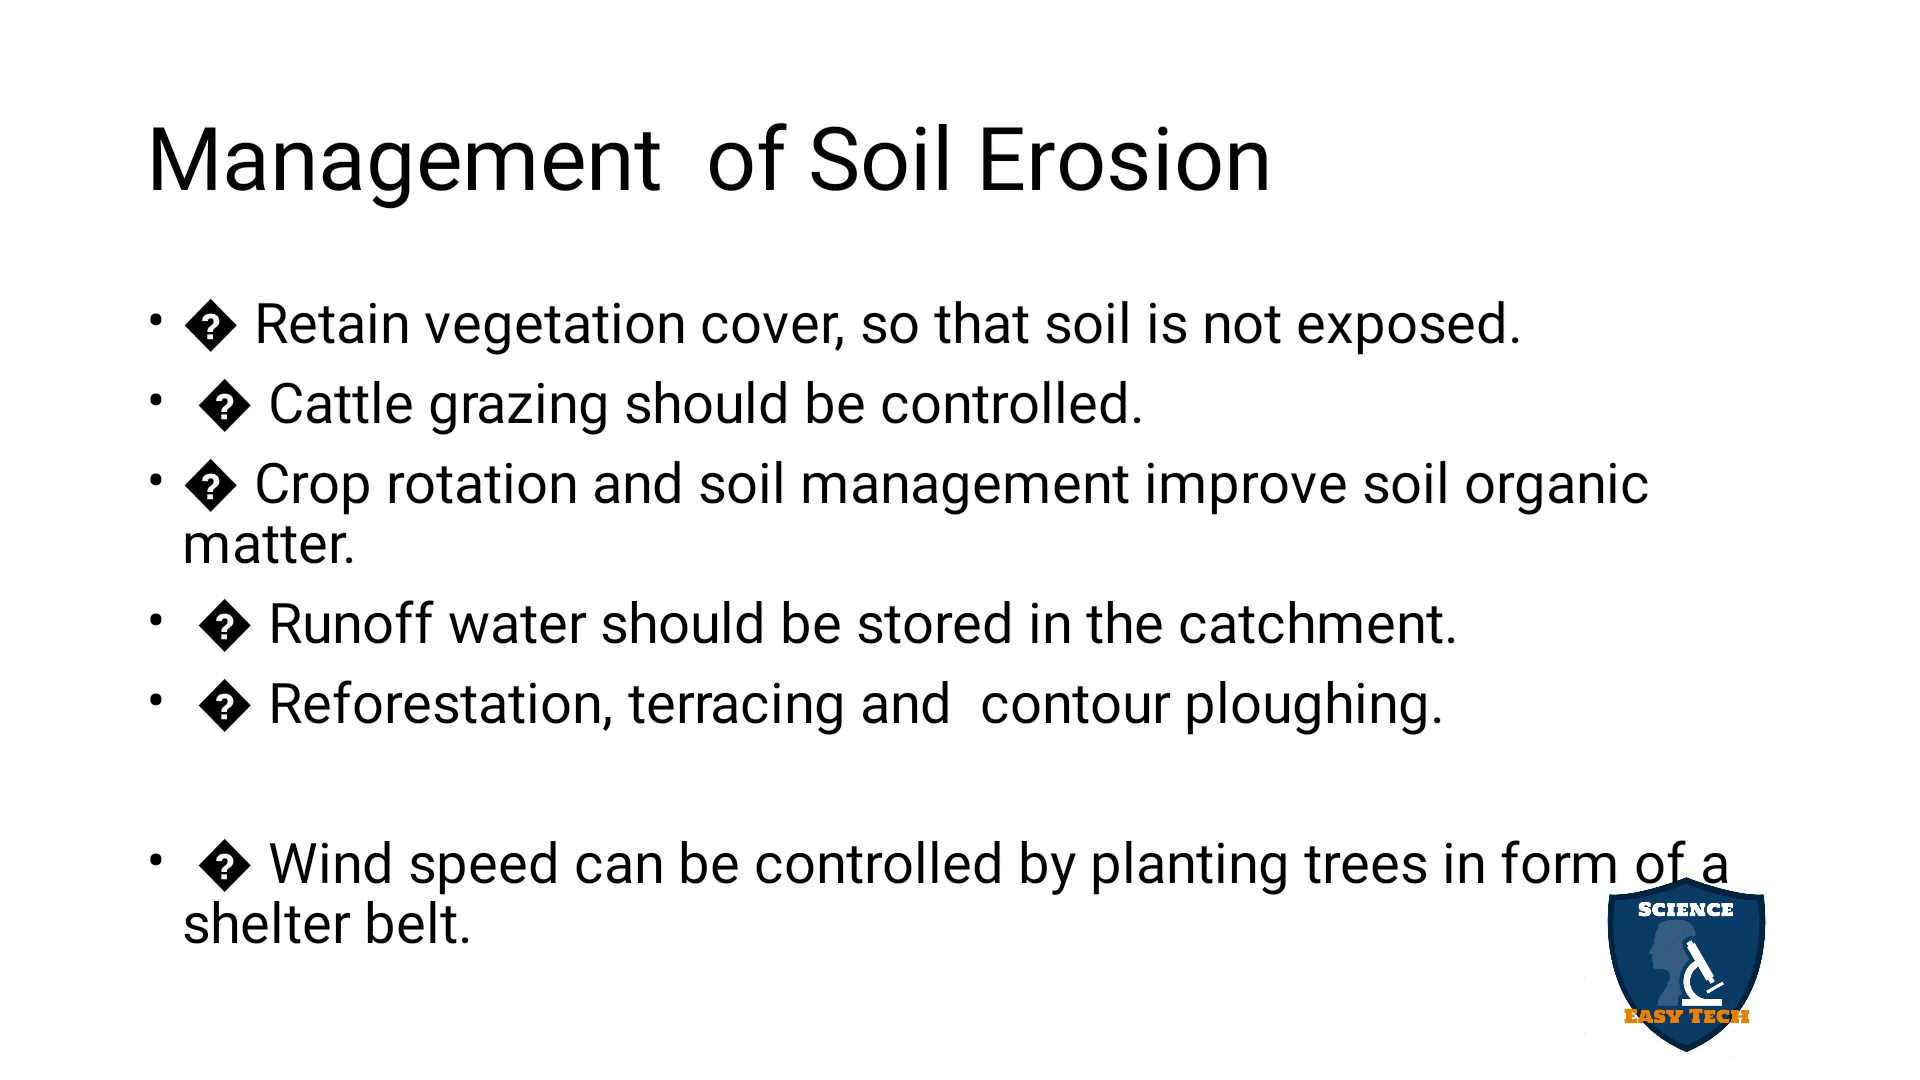 Management  of Soil Erosion
• � Retain vegetation cover, so that soil is not exposed.
•  � Cattle grazing should be controlled.
• � Crop rotation and soil management improve soil organic
matter.
•  � Runoff water should be stored in the catchment.
•  � Reforestation, terracing and  contour ploughing.
•  � Wind speed can be controlled by planting trees in form of a
shelter belt.
SCIENCE
EASY TECH